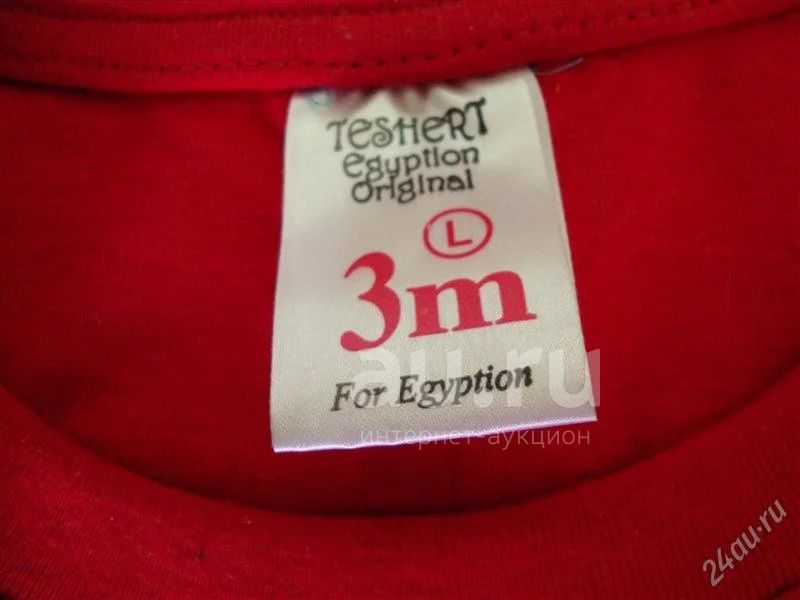 TESHERT
Egyption
Original
L
3m
For Egyption
au.ru
интернет-аукцион
24au.ru